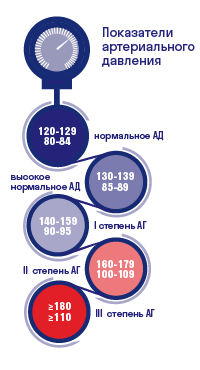 Показатели
артериального
давления
120-129
80-84
нормальное АД
высокое
нормальное АД
130-139
85-89
140-159
90-95
I степень АГ
II степень АГ
160-179
100-109
≥180
≥110
III степень АГ